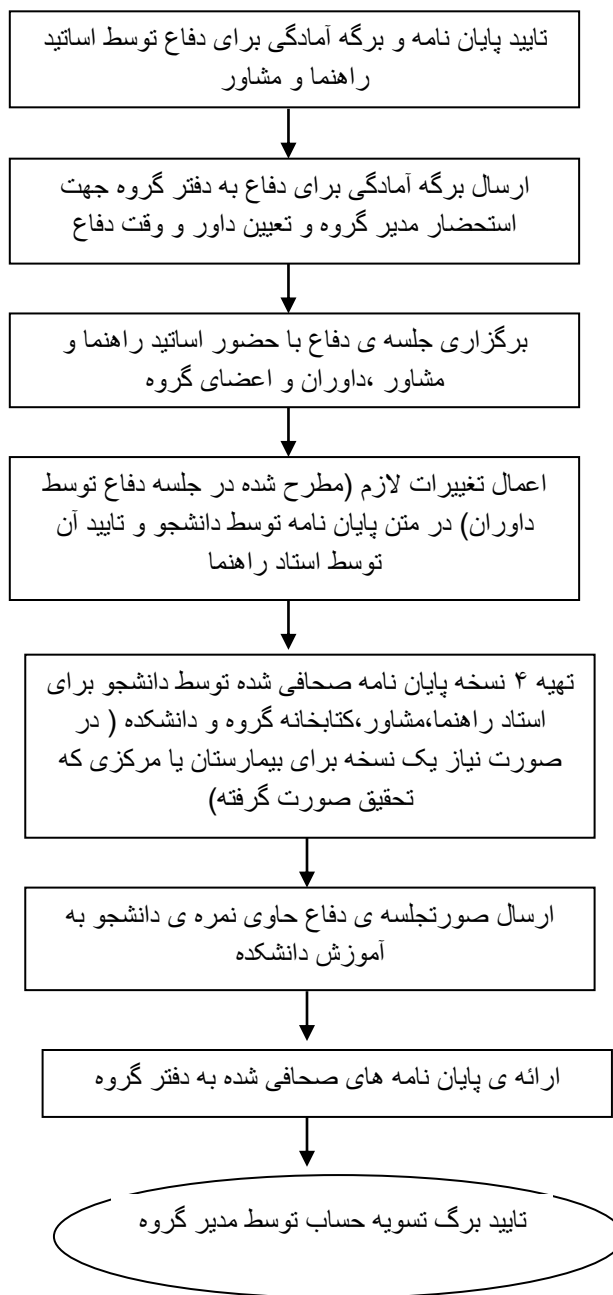 تایید پایان نامه و برگه آمادگی برای دفاع توسط اساتید
راهنما و مشاور
ارسال برگه آمادگی برای دفاع به دفتر گروه جهت
استحضار مدیر گروه و تعیین داور و وقت دفاع
برگزاری جلسه ی دفاع با حضور اساتید راهنما و
مشاور ،داوران و اعضای گروه
اعمال تغییرات لازم (مطرح شده در جلسه دفاع توسط
داوران) در متن پایان نامه توسط دانشجو و تایید آن
توسط استاد راهنما
تهیه ۴ نسخه پایان نامه صحافی شده توسط دانشجو برای
استاد راهنما،مشاور،کتابخانه گروه و دانشکده ( در
صورت نیاز یک نسخه برای بیمارستان یا مرکزی که
تحقیق صورت گرفته)
ارسال صورتجلسه ی دفاع حاوی نمره ی دانشجو به
آموزش دانشکده
ارائه ی پایان نامه های صحافی شده به دفتر گروه
تایید برگ تسویه حساب توسط مدیر گروه